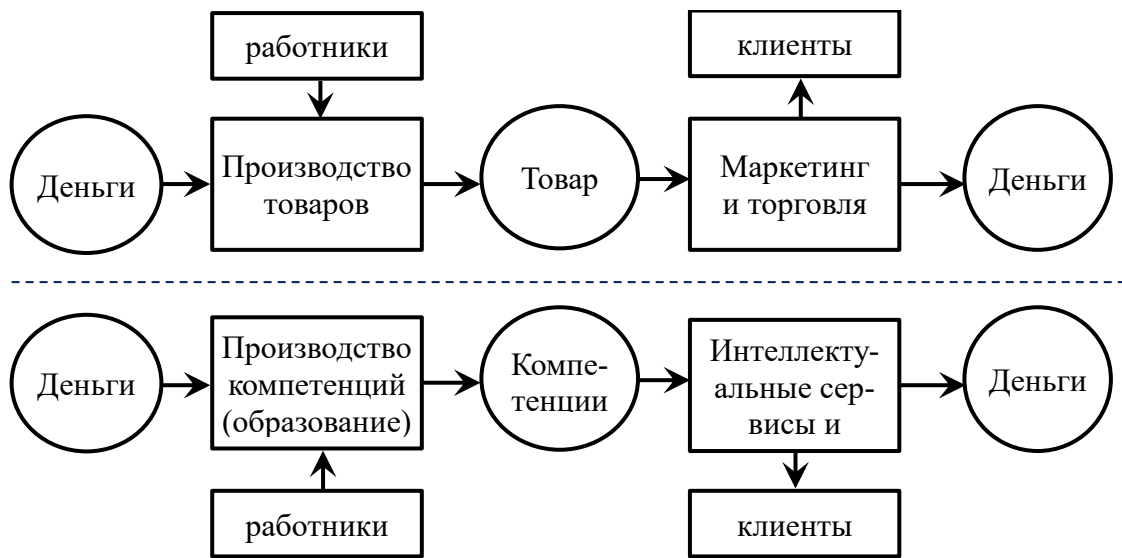 работники
клиенты
Деньги
Производство
товаров
Товар
Маркетинг
и торговля
Деньги
Деньги
Производство
компетенций
(образование)
Компе-
тенции
Интеллекту-
альные сер-
висы и
Деньги
работники
клиенты